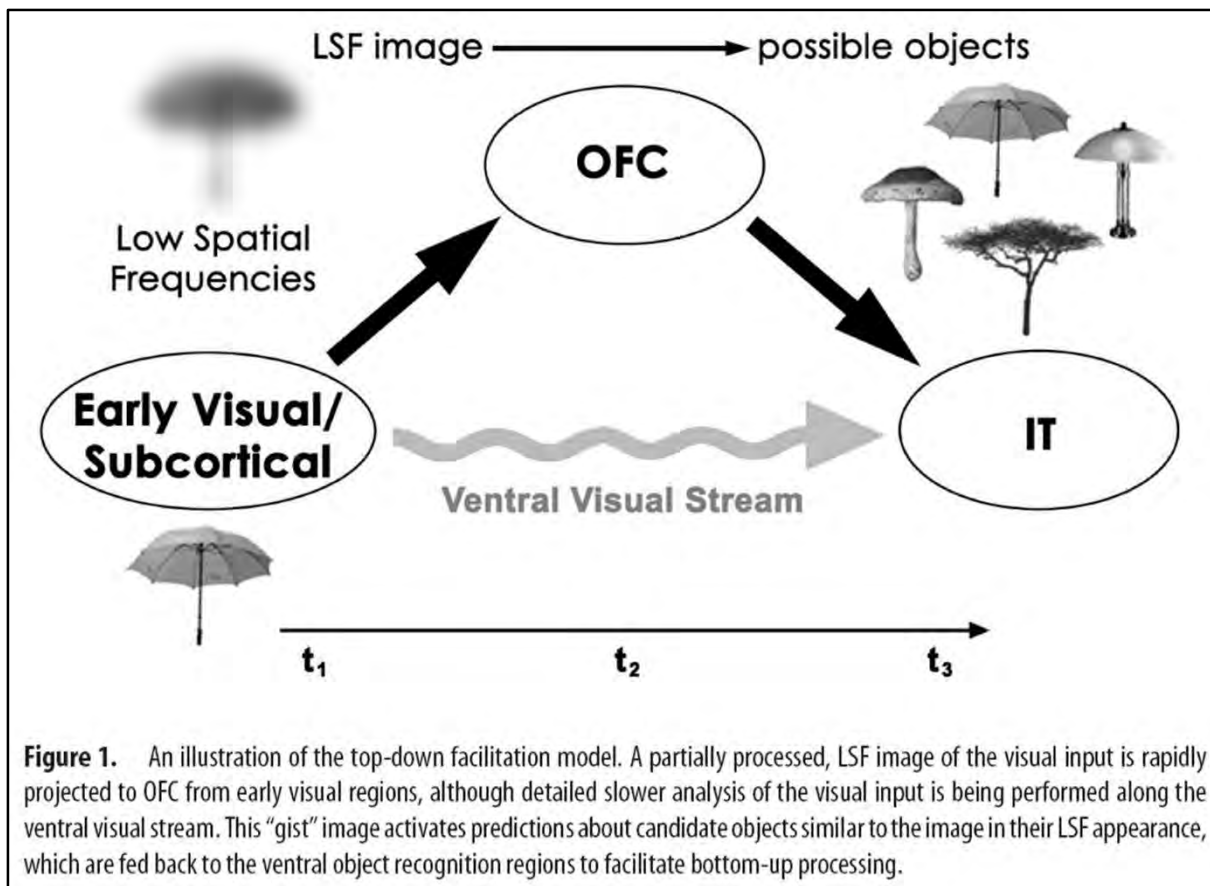 LSF image possible objects
OFC
Low Spatial
Frequencies
Early Visual/
Subcortical
IT
Ventral Visual Stream
t₁ t₂ t₃
Figure 1. An illustration of the top-down facilitation model. A partially processed, LSF image of the visual input is rapidly
projected to OFC from early visual regions, although detailed slower analysis of the visual input is being performed along the
ventral visual stream. This “gist” image activates predictions about candidate objects similar to the image in their LSF appearance,
which are fed back to the ventral object recognition regions to facilitate bottom-up processing.